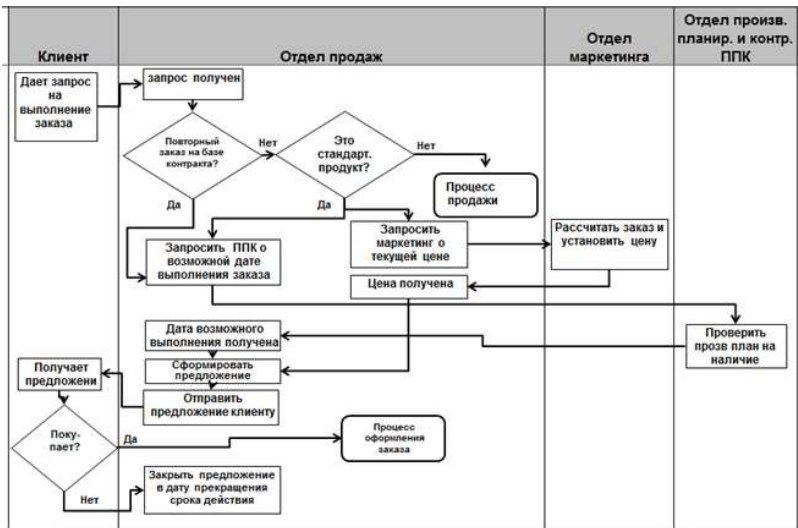 Клиент
Отдел продаж
Отдел
маркетинга
Отдел произв.
планир. и контр.
ППК
Дает запрос
на
выполнение
заказа
запрос получен
Повторный
заказ на базе
контракта?
Нет
Это
стандарт.
продукт?
Нет
Процесс
продажи
Да
Да
Запросить ППК о
возможной дате
выполнения заказа
Запросить
маркетинг о
текущей цене
Рассчитать заказ и
установить цену
Цена получена
Дата возможного
выполнения получена
Проверить
прозв план на
наличие
Получает
предложени
Сформировать
предложение
Отправить
предложение клиенту
Поку-
пает?
Да
Процесс
оформления
заказа
Закрыть предложение
в дату прекращения
срока действия
Нет